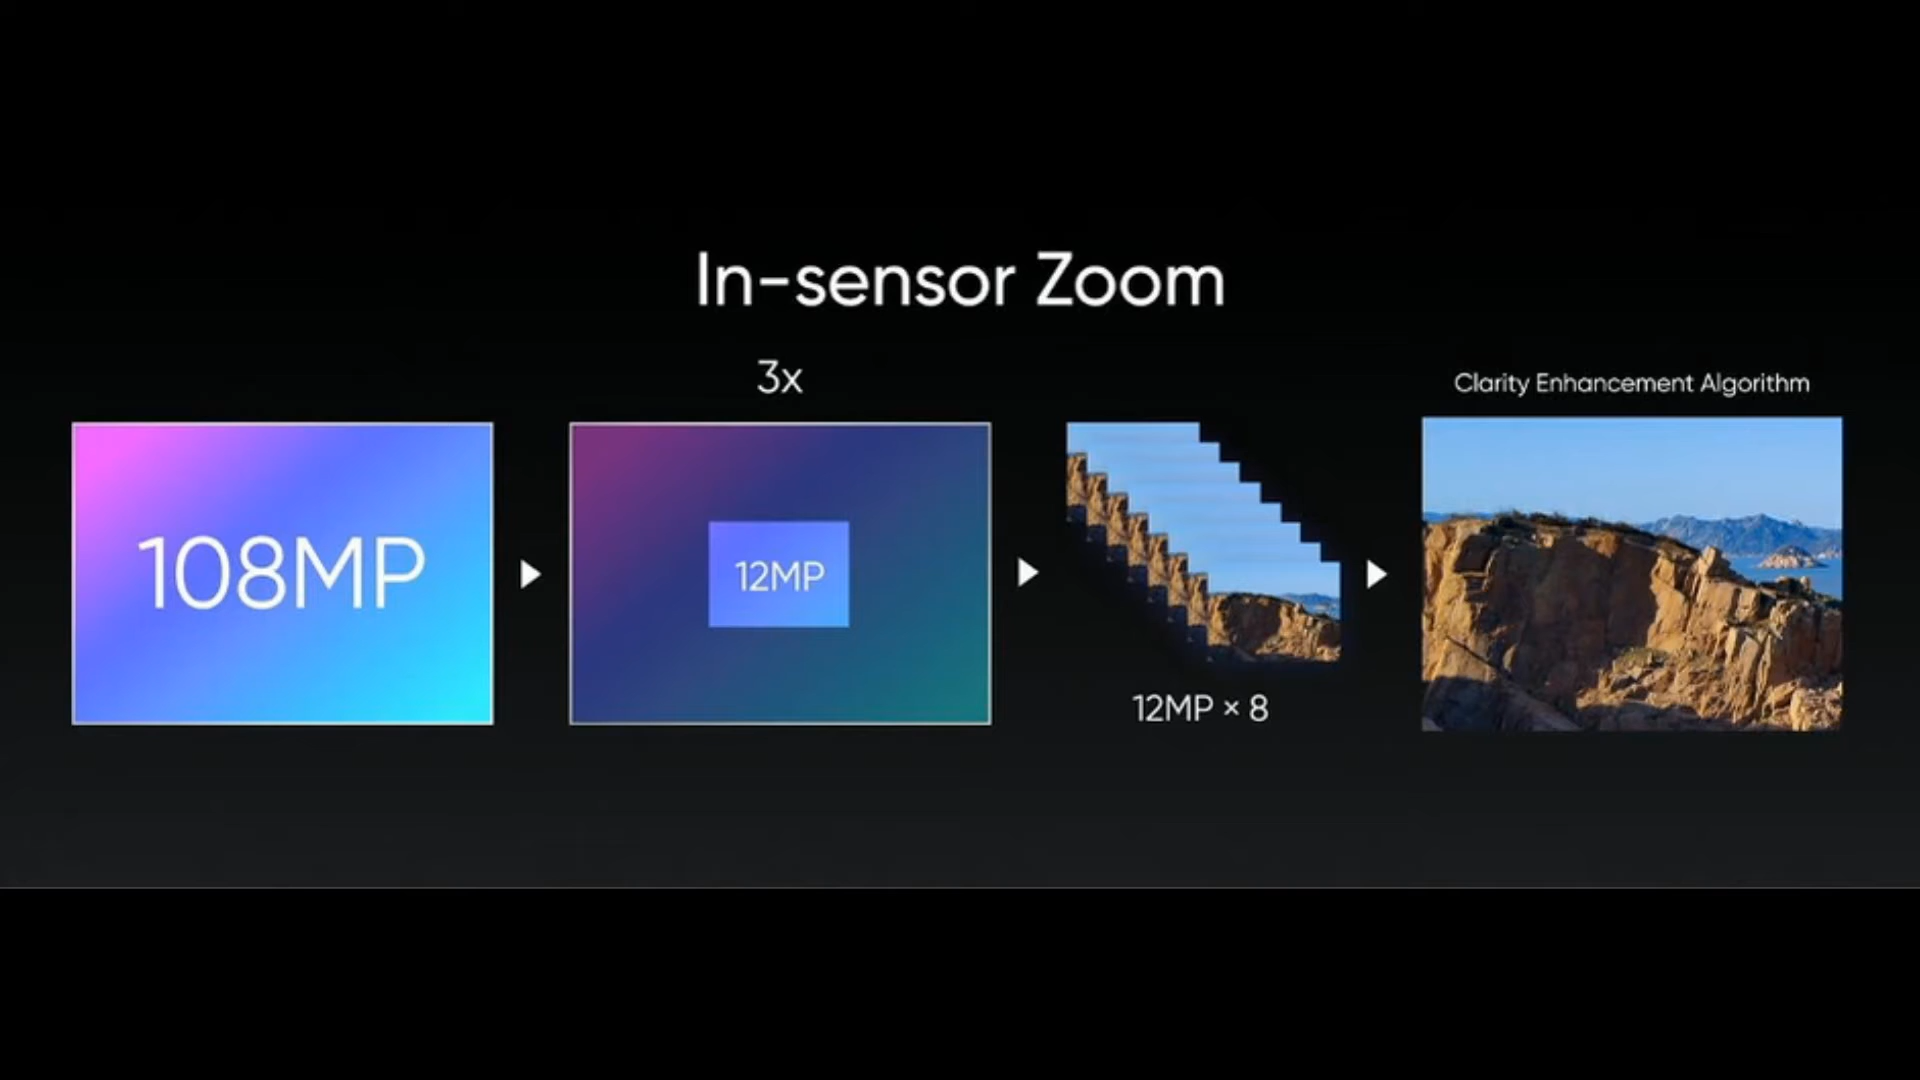 In-sensor Zoom
3x
Clarity Enhancement Algorithm
108MP
12MP
12MP × 8